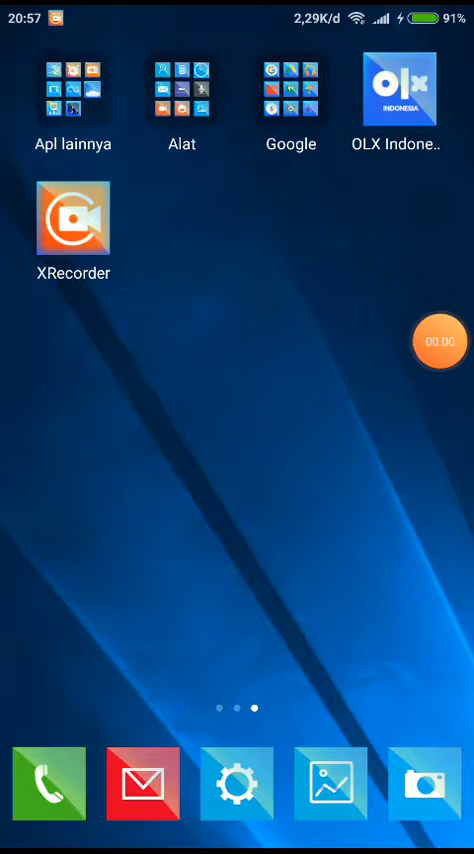 20:57 2,29K/d 91%
Apl lainnya Alat Google OLX Indone..
olx
INDONESIA
XRecorder
00:00